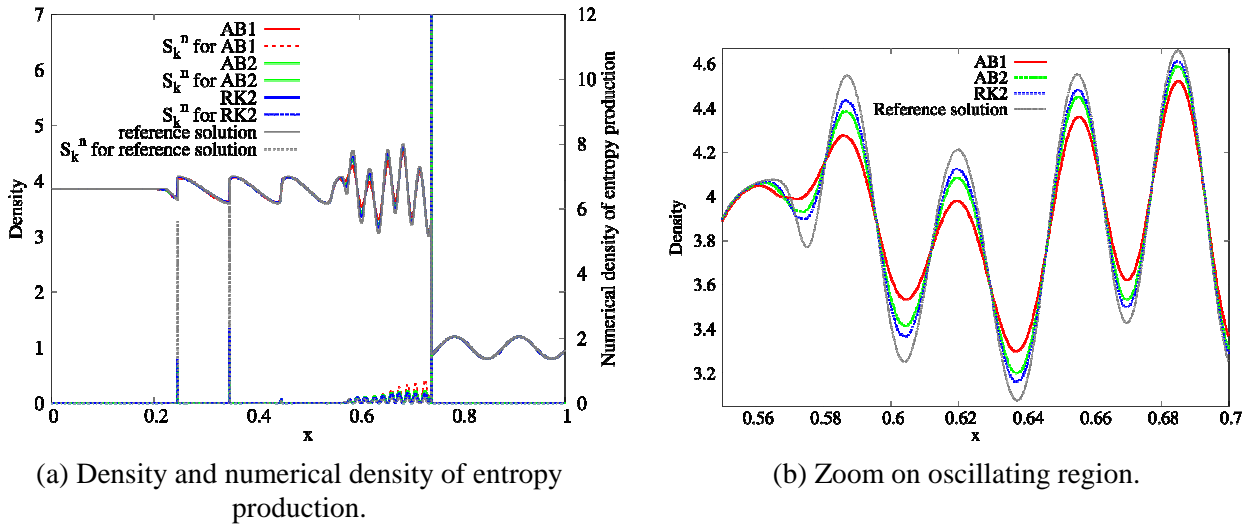 7
6
5
4
3
2
1
0
Density
AB1
S_k^n for AB1
AB2
S_k^n for AB2
RK2
S_k^n for RK2
reference solution
S_k^n for reference solution
12
10
8
6
4
2
0
Numerical density of entropy production
0 0.2 0.4 0.6 0.8 1
x
(a) Density and numerical density of entropy
production.
4.6
4.4
4.2
4
3.8
3.6
3.4
3.2
Density
AB1
AB2
RK2
Reference solution
0.56 0.58 0.6 0.62 0.64 0.66 0.68 0.7
x
(b) Zoom on oscillating region.